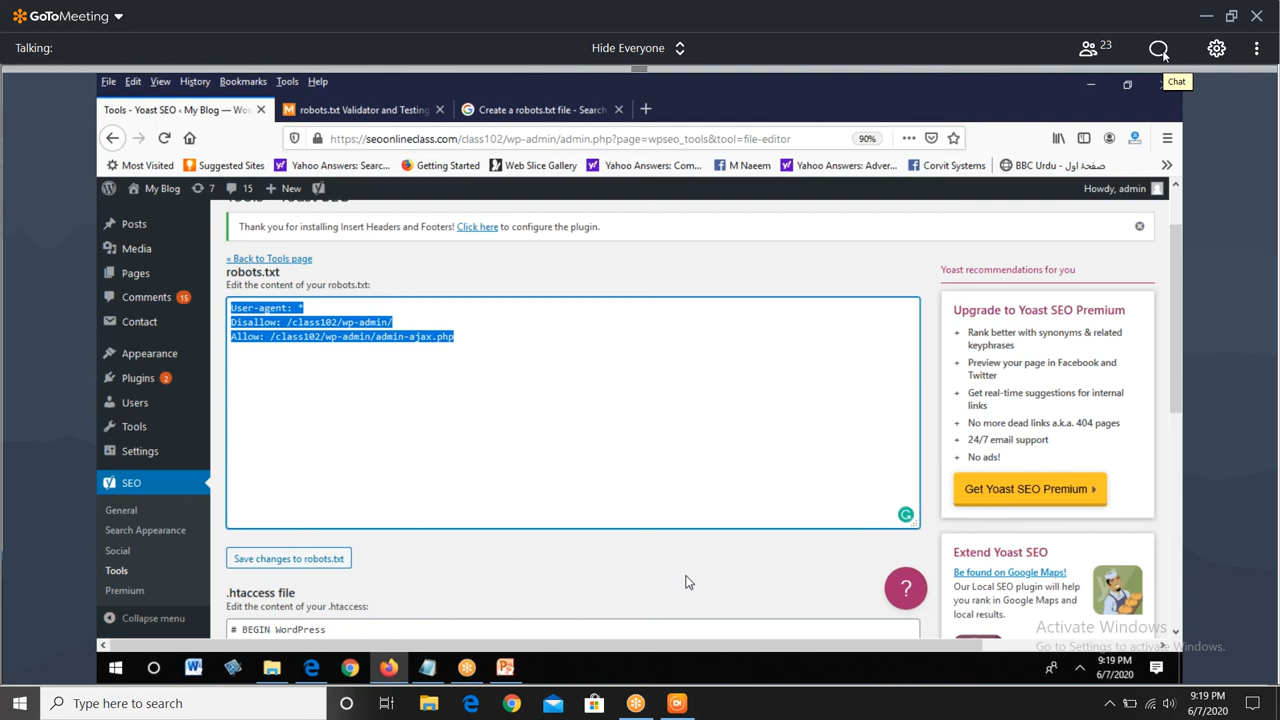 GoToMeeting
Talking:
Hide Everyone
23
Chat
File Edit View History Bookmarks Tools Help
Tools - Yoast SEO ‹ My Blog — Wo
robots.txt Validator and Testing
Create a robots.txt file - Search
https://seoonlineclass.com/class102/wp-admin/admin.php?page=wpseo_tools&tool=file-editor
90%
Most Visited
Suggested Sites
Yahoo Answers: Searc...
Getting Started
Web Slice Gallery
Yahoo Answers: Com...
M Naeem
Yahoo Answers: Adver...
Corvit Systems
BBC Urdu - صفحۂ اول
My Blog
7
15
New
Howdy, admin
Tools - Yoast SEO
Posts
Media
Pages
Comments 15
Contact
Appearance
Plugins 2
Users
Tools
Settings
SEO
General
Search Appearance
Social
Tools
Premium
Collapse menu
Thank you for installing Insert Headers and Footers! Click here to configure the plugin.
« Back to Tools page
robots.txt
Edit the content of your robots.txt:
User-agent: *
Disallow: /class102/wp-admin/
Allow: /class102/wp-admin/admin-ajax.php
Save changes to robots.txt
.htaccess file
Edit the content of your .htaccess:
# BEGIN WordPress
Yoast recommendations for you
Upgrade to Yoast SEO Premium
+ Rank better with synonyms & related
keyphrases
+ Preview your page in Facebook and
Twitter
+ Get real-time suggestions for internal
links
+ No more dead links a.k.a. 404 pages
+ 24/7 email support
+ No ads!
Get Yoast SEO Premium
Extend Yoast SEO
Be found on Google Maps!
Our Local SEO plugin will help
you rank in Google Maps and
local results.
?
Activate Windows
Go to Settings to activate Windows.
9:19 PM
6/7/2020
Type here to search
9:19 PM
6/7/2020